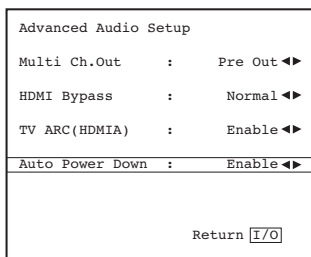 Advanced Audio Setup
Multi Ch.Out : Pre Out ◀▶
HDMI Bypass : Normal ◀▶
TV ARC(HDMIA) : Enable ◀▶
Auto Power Down : Enable ◀▶
Return I/O